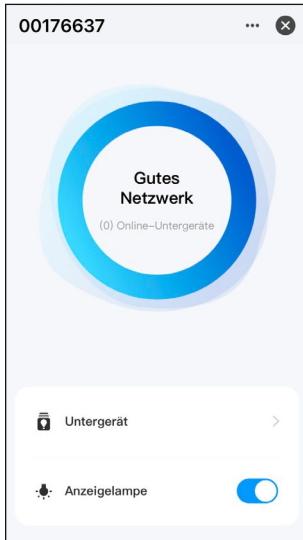 00176637
Gutes
Netzwerk
(0) Online-Untergeräte
Untergerät
Anzeigelampe